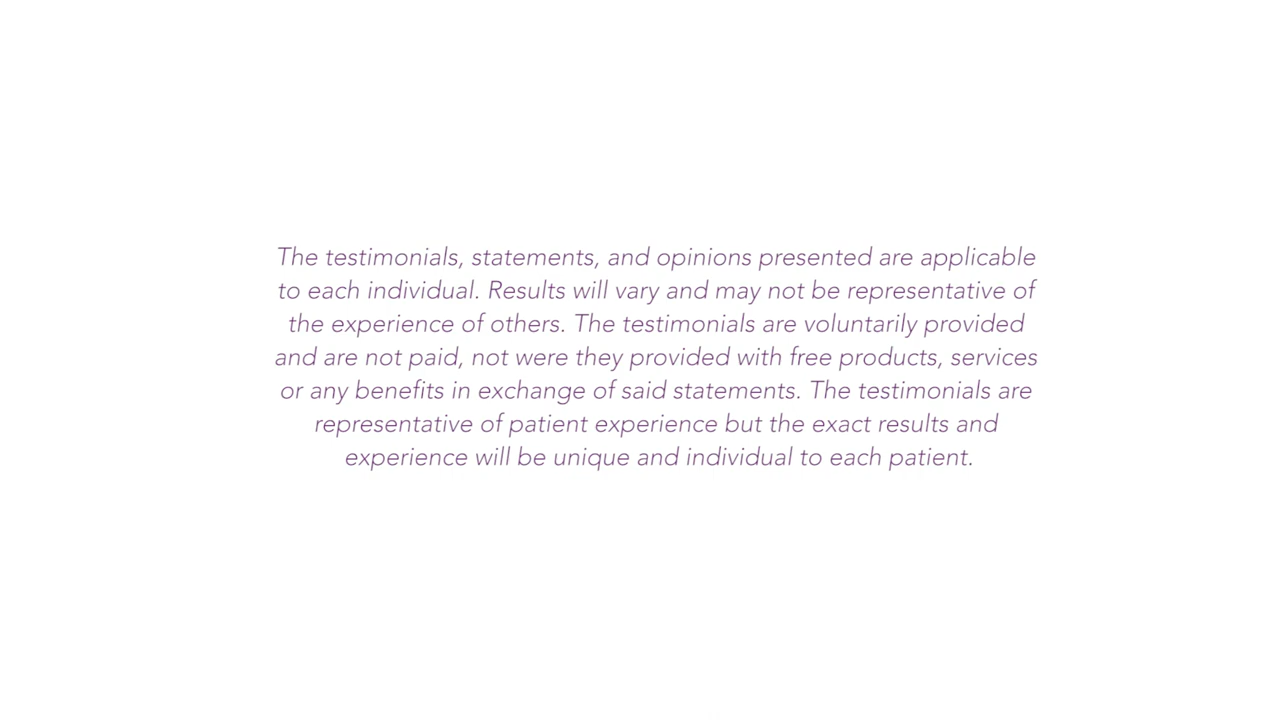 The testimonials, statements, and opinions presented are applicable
to each individual. Results will vary and may not be representative of
the experience of others. The testimonials are voluntarily provided
and are not paid, not were they provided with free products, services
or any benefits in exchange of said statements. The testimonials are
representative of patient experience but the exact results and
experience will be unique and individual to each patient.